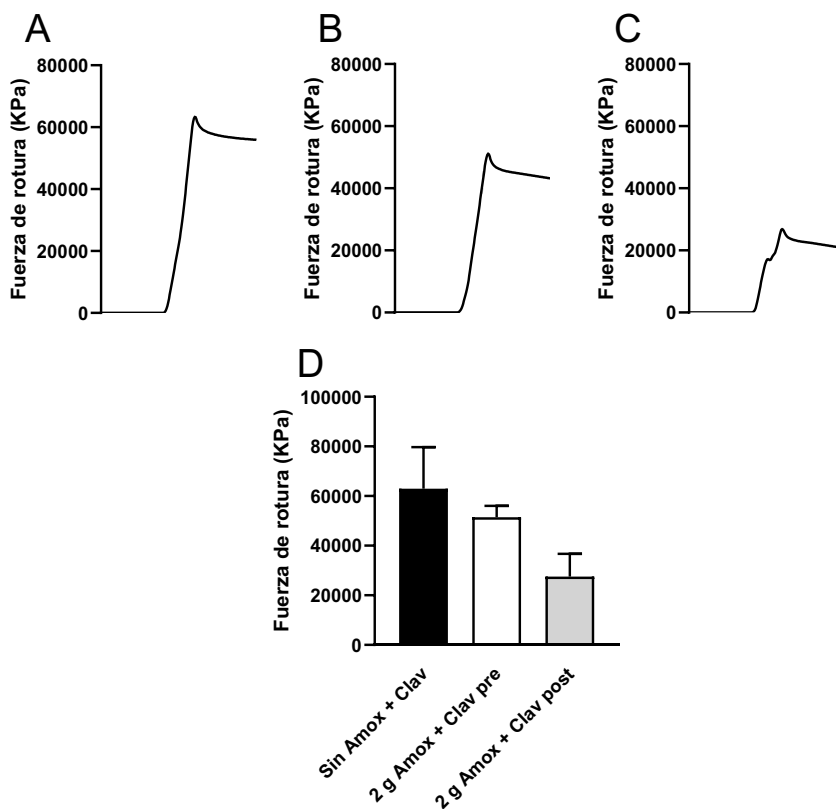 A
B
C
Fuerza de rotura (KPa)
80000
60000
40000
20000
0
Fuerza de rotura (KPa)
80000
60000
40000
20000
0
Fuerza de rotura (KPa)
80000
60000
40000
20000
0
D
Fuerza de rotura (KPa)
100000
80000
60000
40000
20000
0
Sin Amox + Clav
2 g Amox + Clav pre
2 g Amox + Clav post